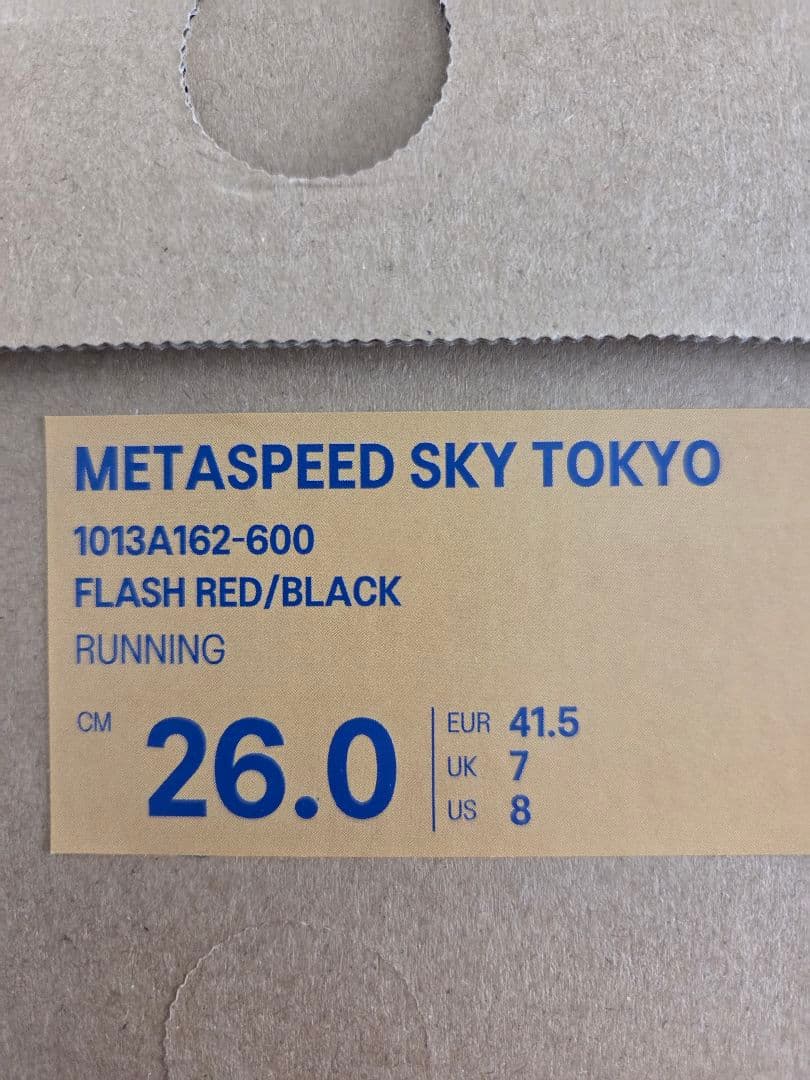 METASPEED SKY TOKYO
1013A162-600
FLASH RED/BLACK
RUNNING
CM 26.0
EUR 41.5
UK 7
US 8